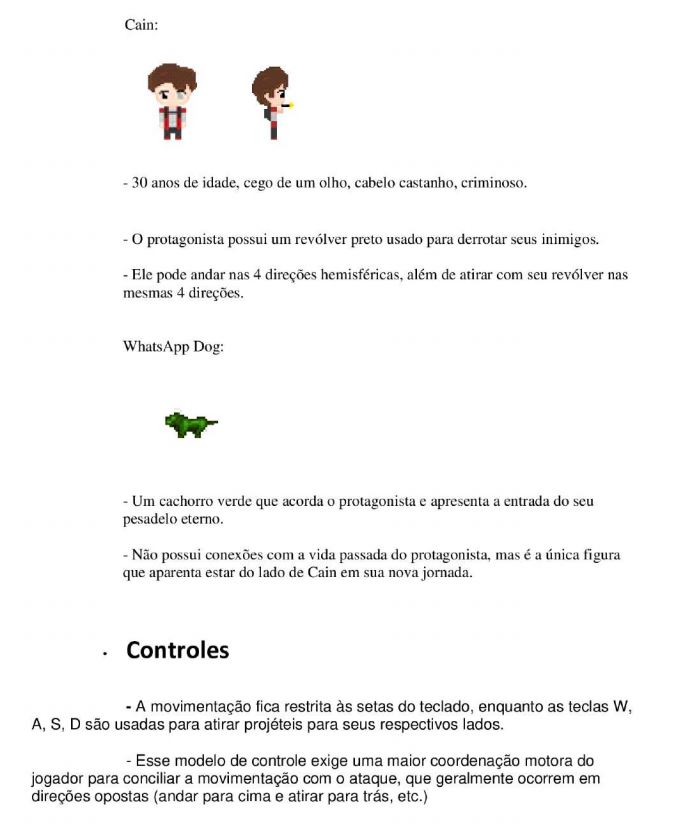 Cain:
- 30 anos de idade, cego de um olho, cabelo castanho, criminoso.
- O protagonista possui um revólver preto usado para derrotar seus inimigos.
- Ele pode andar nas 4 direções hemisféricas, além de atirar com seu revólver nas
mesmas 4 direções.
WhatsApp Dog:
- Um cachorro verde que acorda o protagonista e apresenta a entrada do seu
pesadelo eterno.
- Não possui conexões com a vida passada do protagonista, mas é a única figura
que aparenta estar do lado de Cain em sua nova jornada.
• Controles
- A movimentação fica restrita às setas do teclado, enquanto as teclas W,
A, S, D são usadas para atirar projéteis para seus respectivos lados.
- Esse modelo de controle exige uma maior coordenação motora do
jogador para conciliar a movimentação com o ataque, que geralmente ocorrem em
direções opostas (andar para cima e atirar para trás, etc.)